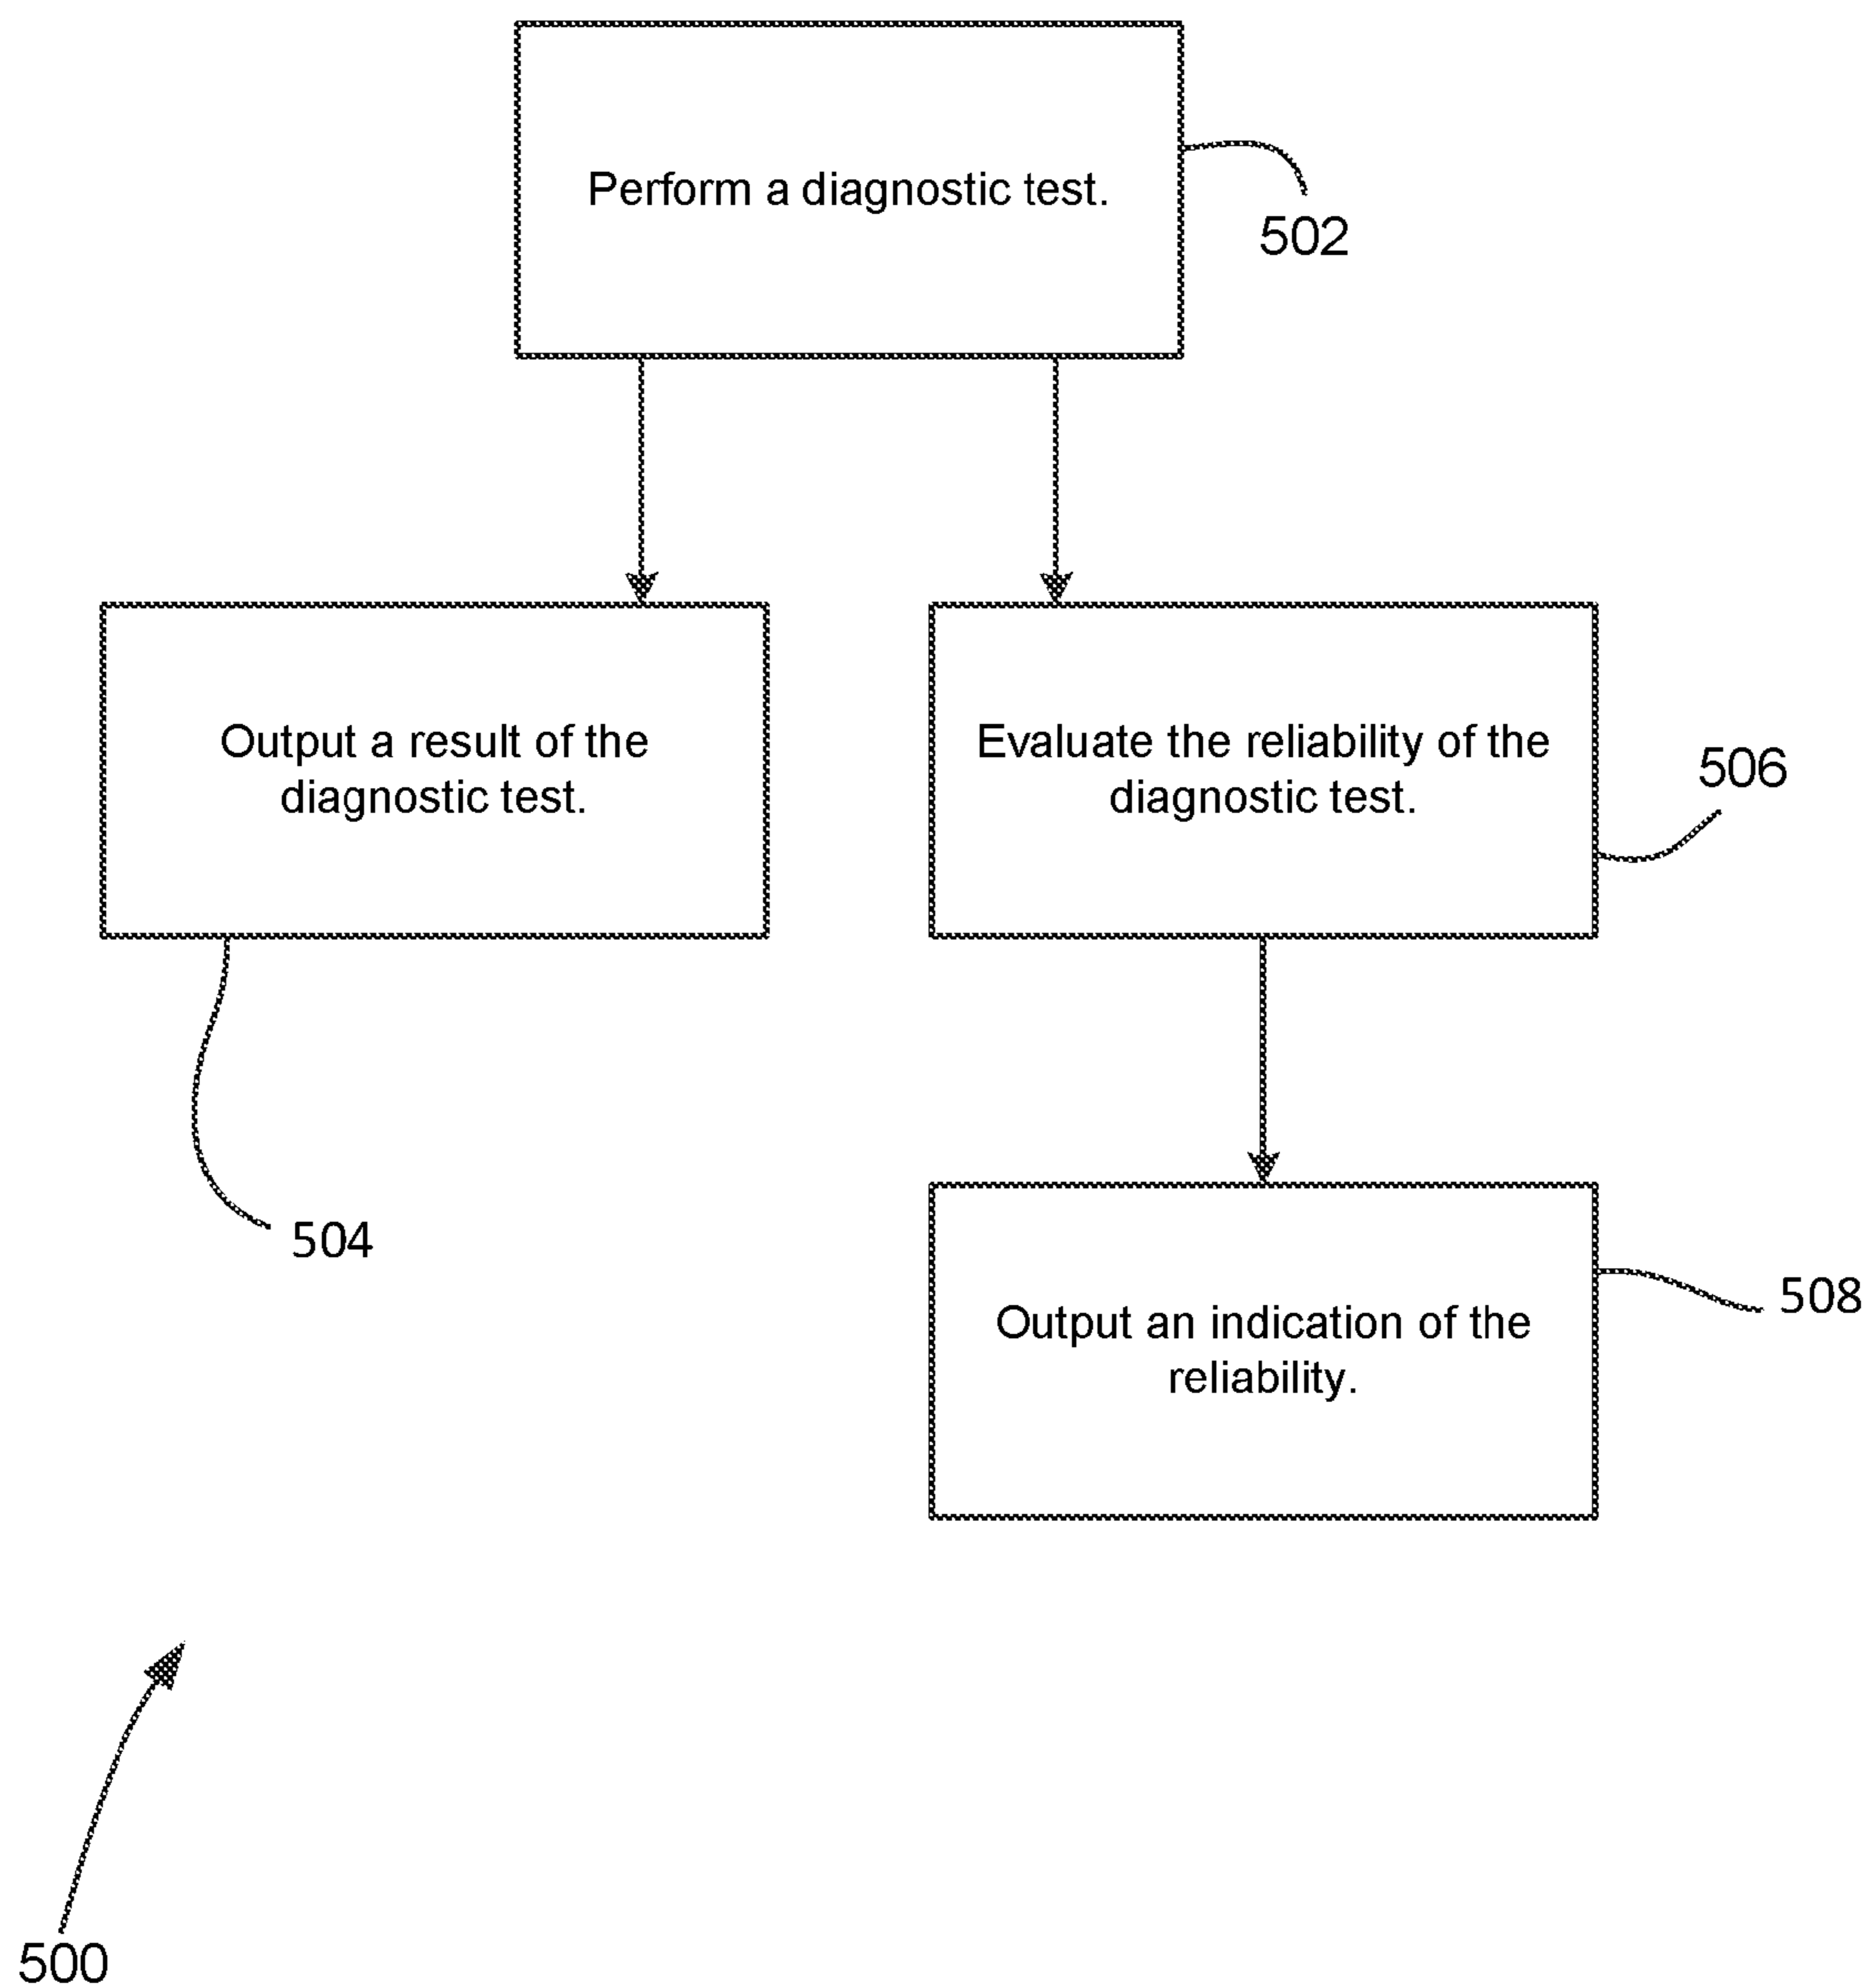 Perform a diagnostic test.
502
Output a result of the
diagnostic test.
Evaluate the reliability of the
diagnostic test.
506
504
Output an indication of the
reliability.
508
500